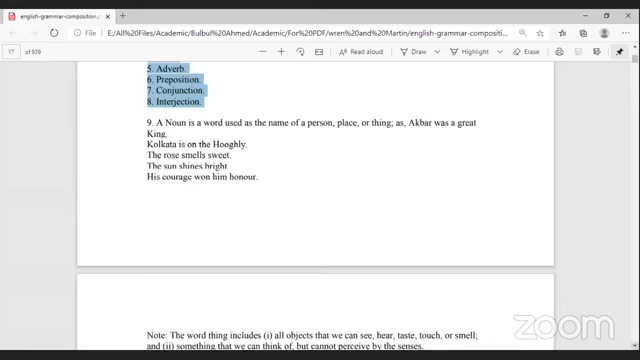 english-grammar-composition.p
File E:/All%20Files/Academic/Bulbul%20Ahmed/Academic/For%20PDF/wren%20and%20Martin/english-grammar-composition...
17 of 939 Read aloud Draw Highlight Erase
5. Adverb.
6. Preposition.
7. Conjunction.
8. Interjection.
9. A Noun is a word used as the name of a person, place, or thing; as, Akbar was a great
King.
Kolkata is on the Hooghly.
The rose smells sweet.
The sun shines bright
His courage won him honour.
Note: The word thing includes (i) all objects that we can see, hear, taste, touch, or smell;
and (ii) something that we can think of, but cannot perceive by the senses.
zoom